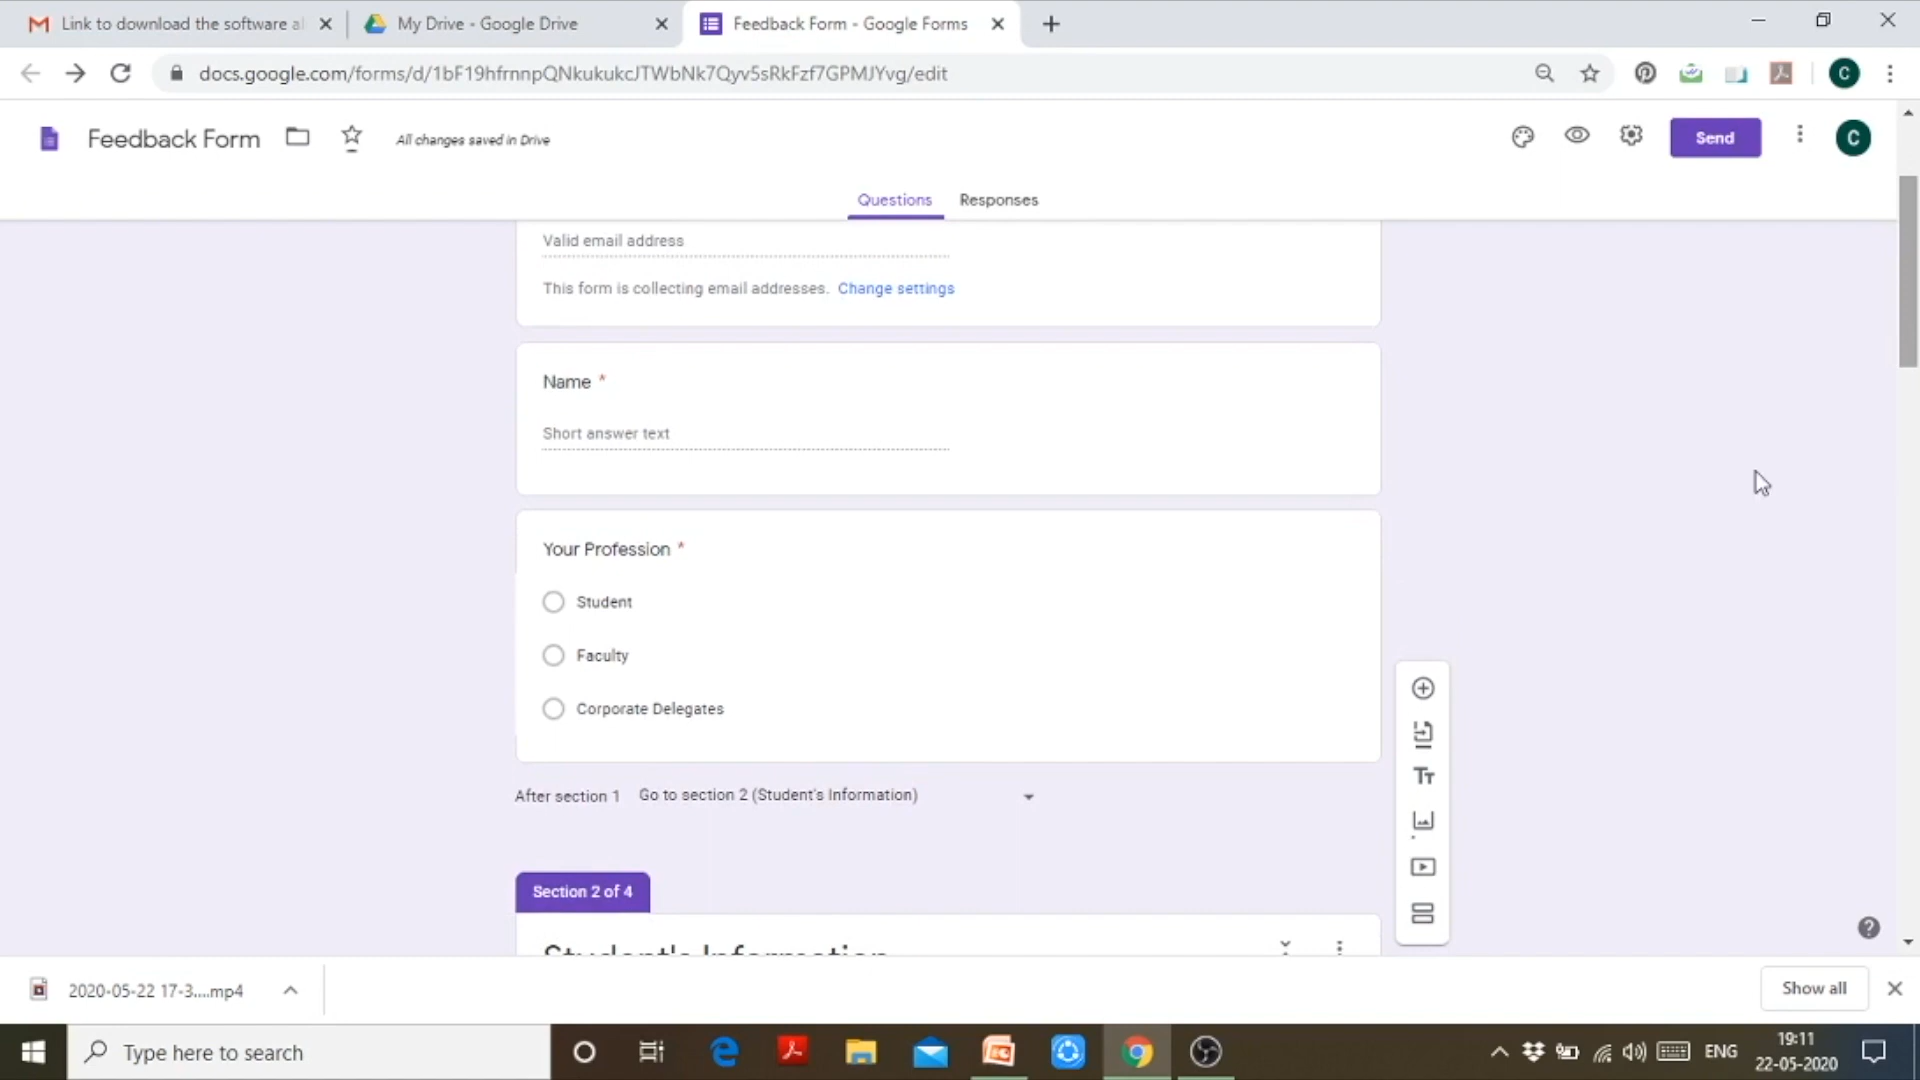 Link to download the software al
My Drive - Google Drive
Feedback Form - Google Forms
docs.google.com/forms/d/1bF19hfrnnpQNkukukcJTWbNk7Qyv5sRkFzf7GPMJYvg/edit
C
Feedback Form
All changes saved in Drive
Send
C
Questions
Responses
Valid email address
This form is collecting email addresses. Change settings
Name *
Short answer text
Your Profession *
Student
Faculty
Corporate Delegates
After section 1 Go to section 2 (Student's Information)
Section 2 of 4
Student's Information
2020-05-22 17-3....mp4
Show all
Type here to search
ENG
19:11
22-05-2020